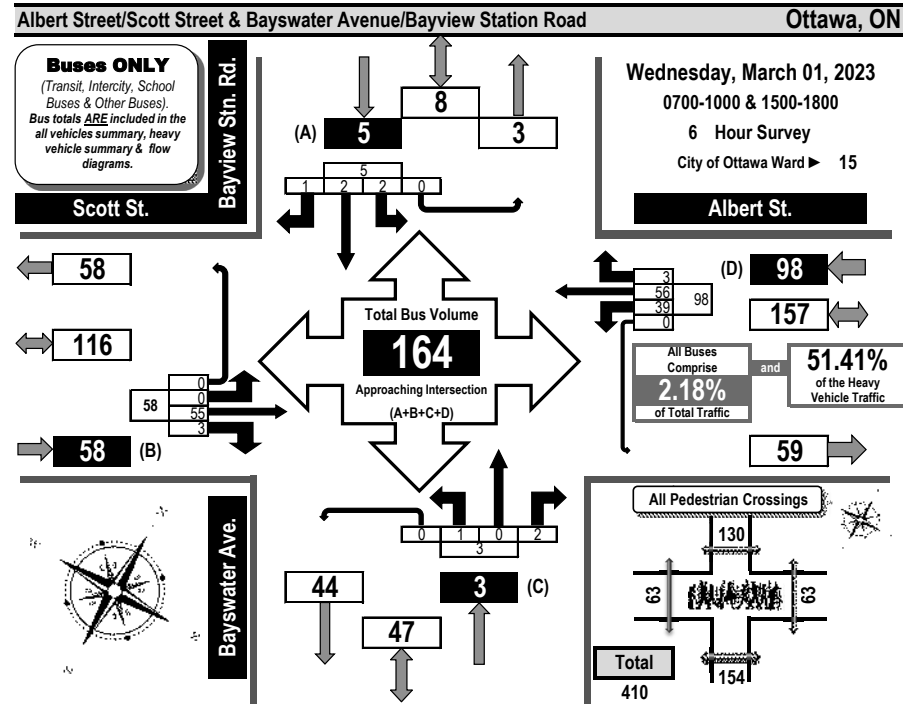 Albert Street/Scott Street & Bayswater Avenue/Bayview Station Road
Ottawa, ON
Buses ONLY
(Transit, Intercity, School
Buses & Other Buses).
Bus totals ARE included in the
all vehicles summary, heavy
vehicle summary & flow
diagrams.
Bayview Stn. Rd.
Scott St.
8
(A)
5
3
5
1
2
2
0
Wednesday, March 01, 2023
0700-1000 & 1500-1800
6 Hour Survey
City of Ottawa Ward ► 15
Albert St.
58
116
58
0
0
55
3
58
(B)
Total Bus Volume
164
Approaching Intersection
(A+B+C+D)
3
56
39
0
98
(D)
98
157
All Buses
Comprise
2.18%
of Total Traffic
and
51.41%
of the Heavy
Vehicle Traffic
59
Bayswater Ave.
0
1
0
2
3
44
3
(C)
47
All Pedestrian Crossings
130
63
63
154
Total
410